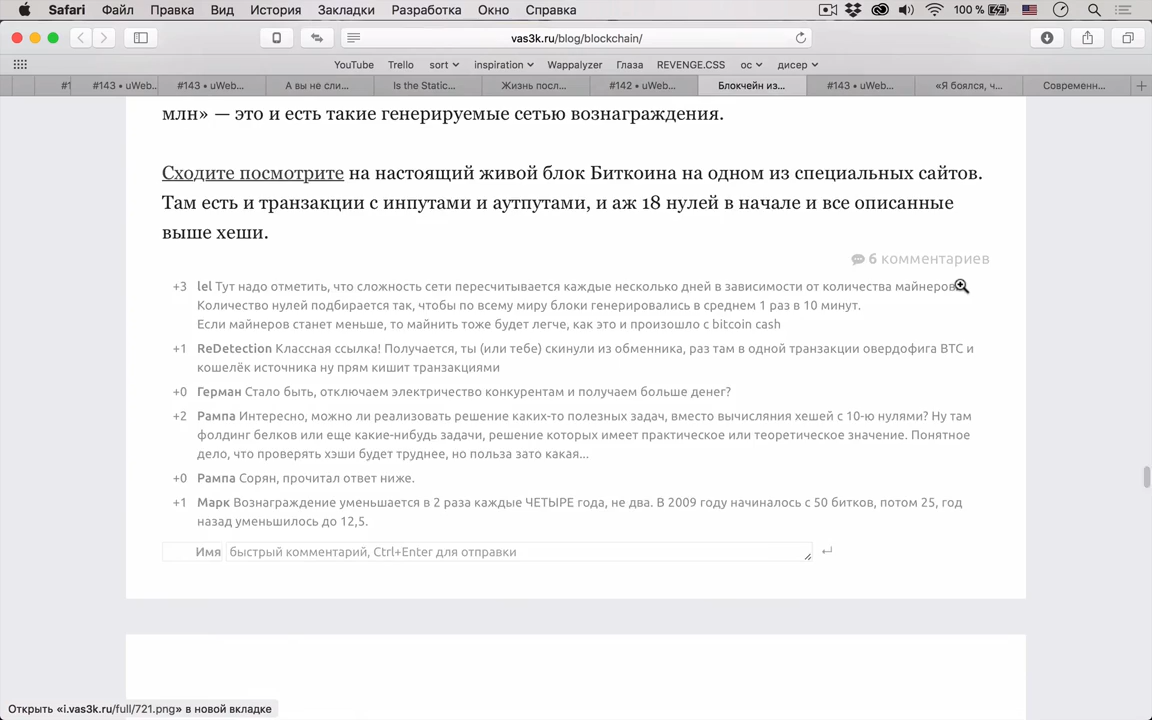 Safari Файл Правка Вид История Закладки Разработка Окно Справка 100 %
vas3k.ru/blog/blockchain/
YouTube Trello sort inspiration Wappalyzer Глаза REVENGE.CSS ос дисер
#1 #143 • uWeb... #143 • uWeb... А вы не сли... Is the Static... Жизнь посл... #142 • uWeb... Блокчейн из... #143 • uWeb... «Я боялся, ч... Современн...
млн» — это и есть такие генерируемые сетью вознаграждения.
Сходите посмотрите на настоящий живой блок Биткоина на одном из специальных сайтов.
Там есть и транзакции с инпутами и аутпутами, и аж 18 нулей в начале и все описанные
выше хеши.
6 комментариев
+3 lel Тут надо отметить, что сложность сети пересчитывается каждые несколько дней в зависимости от количества майнеров
Количество нулей подбирается так, чтобы по всему миру блоки генерировались в среднем 1 раз в 10 минут.
Если майнеров станет меньше, то майнить тоже будет легче, как это и произошло с bitcoin cash
+1 ReDetection Классная ссылка! Получается, ты (или тебе) скинули из обменника, раз там в одной транзакции овердофига BTC и
кошелёк источника ну прям кишит транзакциями
+0 Герман Стало быть, отключаем электричество конкурентам и получаем больше денег?
+2 Рампа Интересно, можно ли реализовать решение каких-то полезных задач, вместо вычисляния хешей с 10-ю нулями? Ну там
фолдинг белков или еще какие-нибудь задачи, решение которых имеет практическое или теоретическое значение. Понятное
дело, что проверять хэши будет труднее, но польза зато какая...
+0 Рампа Сорян, прочитал ответ ниже.
+1 Марк Вознаграждение уменьшается в 2 раза каждые ЧЕТЫРЕ года, не два. В 2009 году начиналось с 50 битков, потом 25, год
назад уменьшилось до 12,5.
Имя быстрый комментарий, Ctrl+Enter для отправки
Открыть «i.vas3k.ru/full/721.png» в новой вкладке